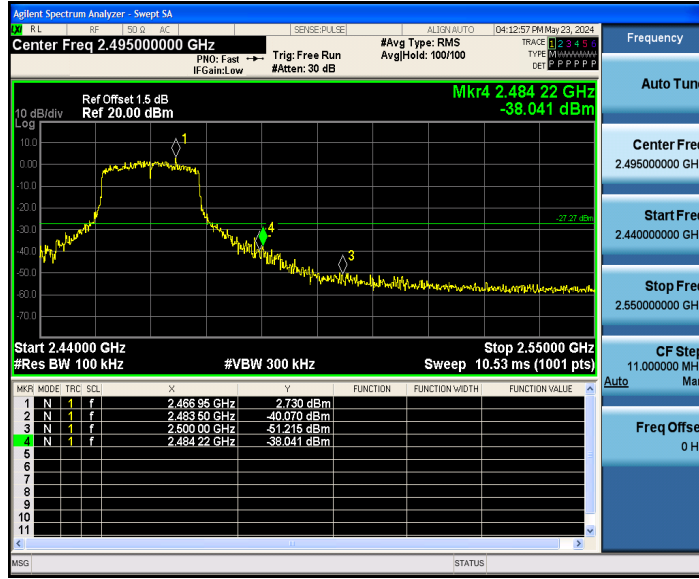 Agilent Spectrum Analyzer - Swept SA
LXI RL RF 50 Ω AC SENSE:PULSE ALIGN AUTO 04:12:57 PM May 23, 2024
Center Freq 2.495000000 GHz #Avg Type: RMS TRACE 1 2 3 4 5 6
PNO: Fast Trig: Free Run Avg|Hold: 100/100 TYPE M WWWWW
IFGain:Low #Atten: 30 dB DET P P P P P P
Mkr4 2.484 22 GHz
-38.041 dBm
Ref Offset 1.5 dB
10 dB/div Ref 20.00 dBm
Log
10.0
0.00
-10.0
-20.0
-30.0
-40.0
-50.0
-60.0
-70.0
1
4
3
-27.27 dBm
Start 2.44000 GHz Stop 2.55000 GHz
#Res BW 100 kHz #VBW 300 kHz Sweep 10.53 ms (1001 pts)
MKR MODE TRC SCL X Y FUNCTION FUNCTION WIDTH FUNCTION VALUE
1 N 1 f 2.466 95 GHz 2.730 dBm
2 N 1 f 2.483 50 GHz -40.070 dBm
3 N 1 f 2.500 00 GHz -51.215 dBm
4 N 1 f 2.484 22 GHz -38.041 dBm
5
6
7
8
9
10
11
MSG STATUS
Frequency
Auto Tun
Center Fre
2.495000000 GH
Start Fre
2.440000000 GH
Stop Fre
2.550000000 GH
CF Step
11.000000 MH
Auto Ma
Freq Offse
0 H